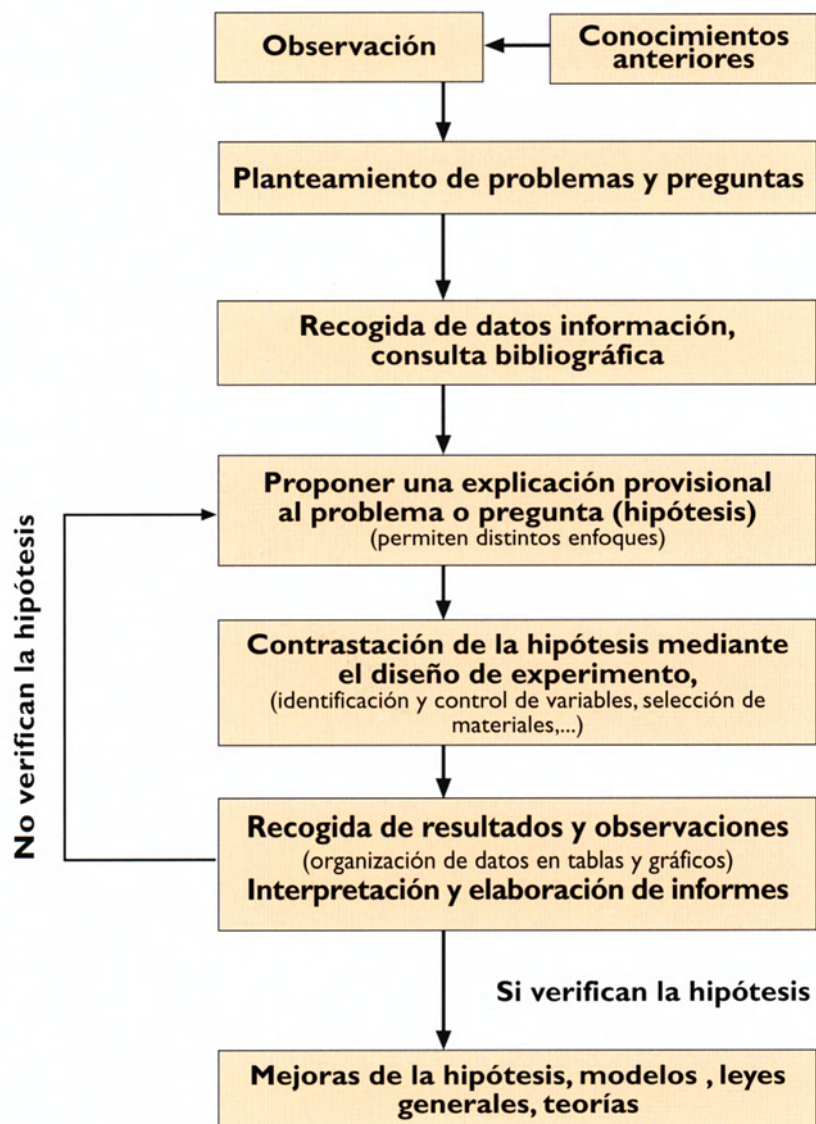 Observación
Conocimientos
anteriores
Planteamiento de problemas y preguntas
Recogida de datos información,
consulta bibliográfica
Proponer una explicación provisional
al problema o pregunta (hipótesis)
(permiten distintos enfoques)
No verifican la hipótesis
Contrastación de la hipótesis mediante
el diseño de experimento,
(identificación y control de variables, selección de
materiales,...)
Recogida de resultados y observaciones
(organización de datos en tablas y gráficos)
Interpretación y elaboración de informes
Si verifican la hipótesis
Mejoras de la hipótesis, modelos , leyes
generales, teorías